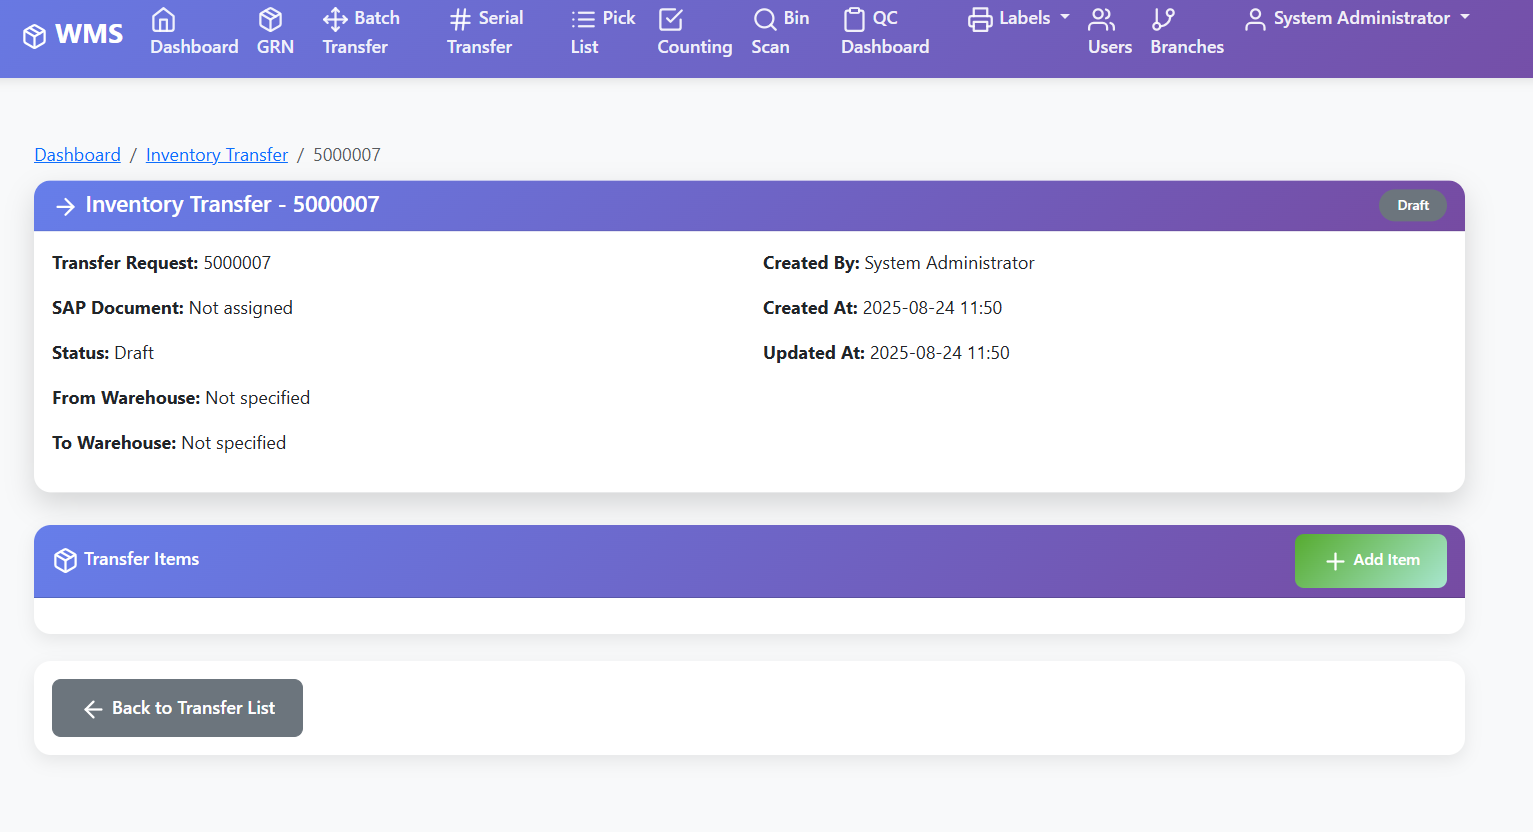 WMS
Dashboard
GRN
Batch
Transfer
Serial
Transfer
Pick
List
Counting
Bin
Scan
QC
Dashboard
Labels
Users
Branches
System Administrator
Dashboard / Inventory Transfer / 5000007
Inventory Transfer - 5000007
Draft
Transfer Request: 5000007
SAP Document: Not assigned
Status: Draft
From Warehouse: Not specified
To Warehouse: Not specified
Created By: System Administrator
Created At: 2025-08-24 11:50
Updated At: 2025-08-24 11:50
Transfer Items
Add Item
Back to Transfer List